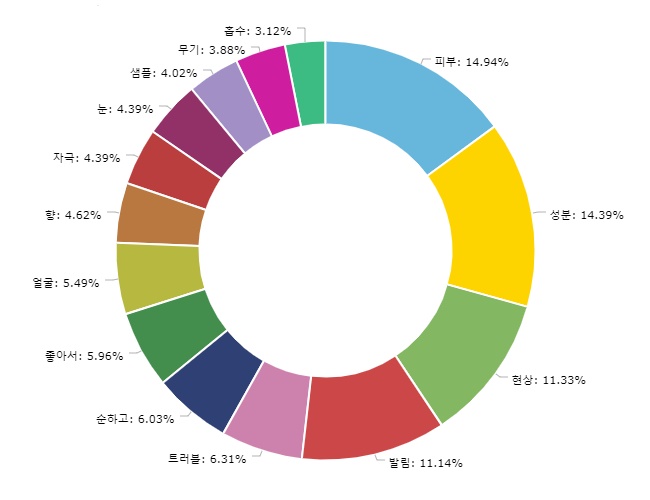 피부: 14.94%
성분: 14.39%
현상: 11.33%
발림: 11.14%
트러블: 6.31%
순하고: 6.03%
좋아서: 5.96%
얼굴: 5.49%
향: 4.62%
자극: 4.39%
눈: 4.39%
샘플: 4.02%
무기: 3.88%
흡수: 3.12%